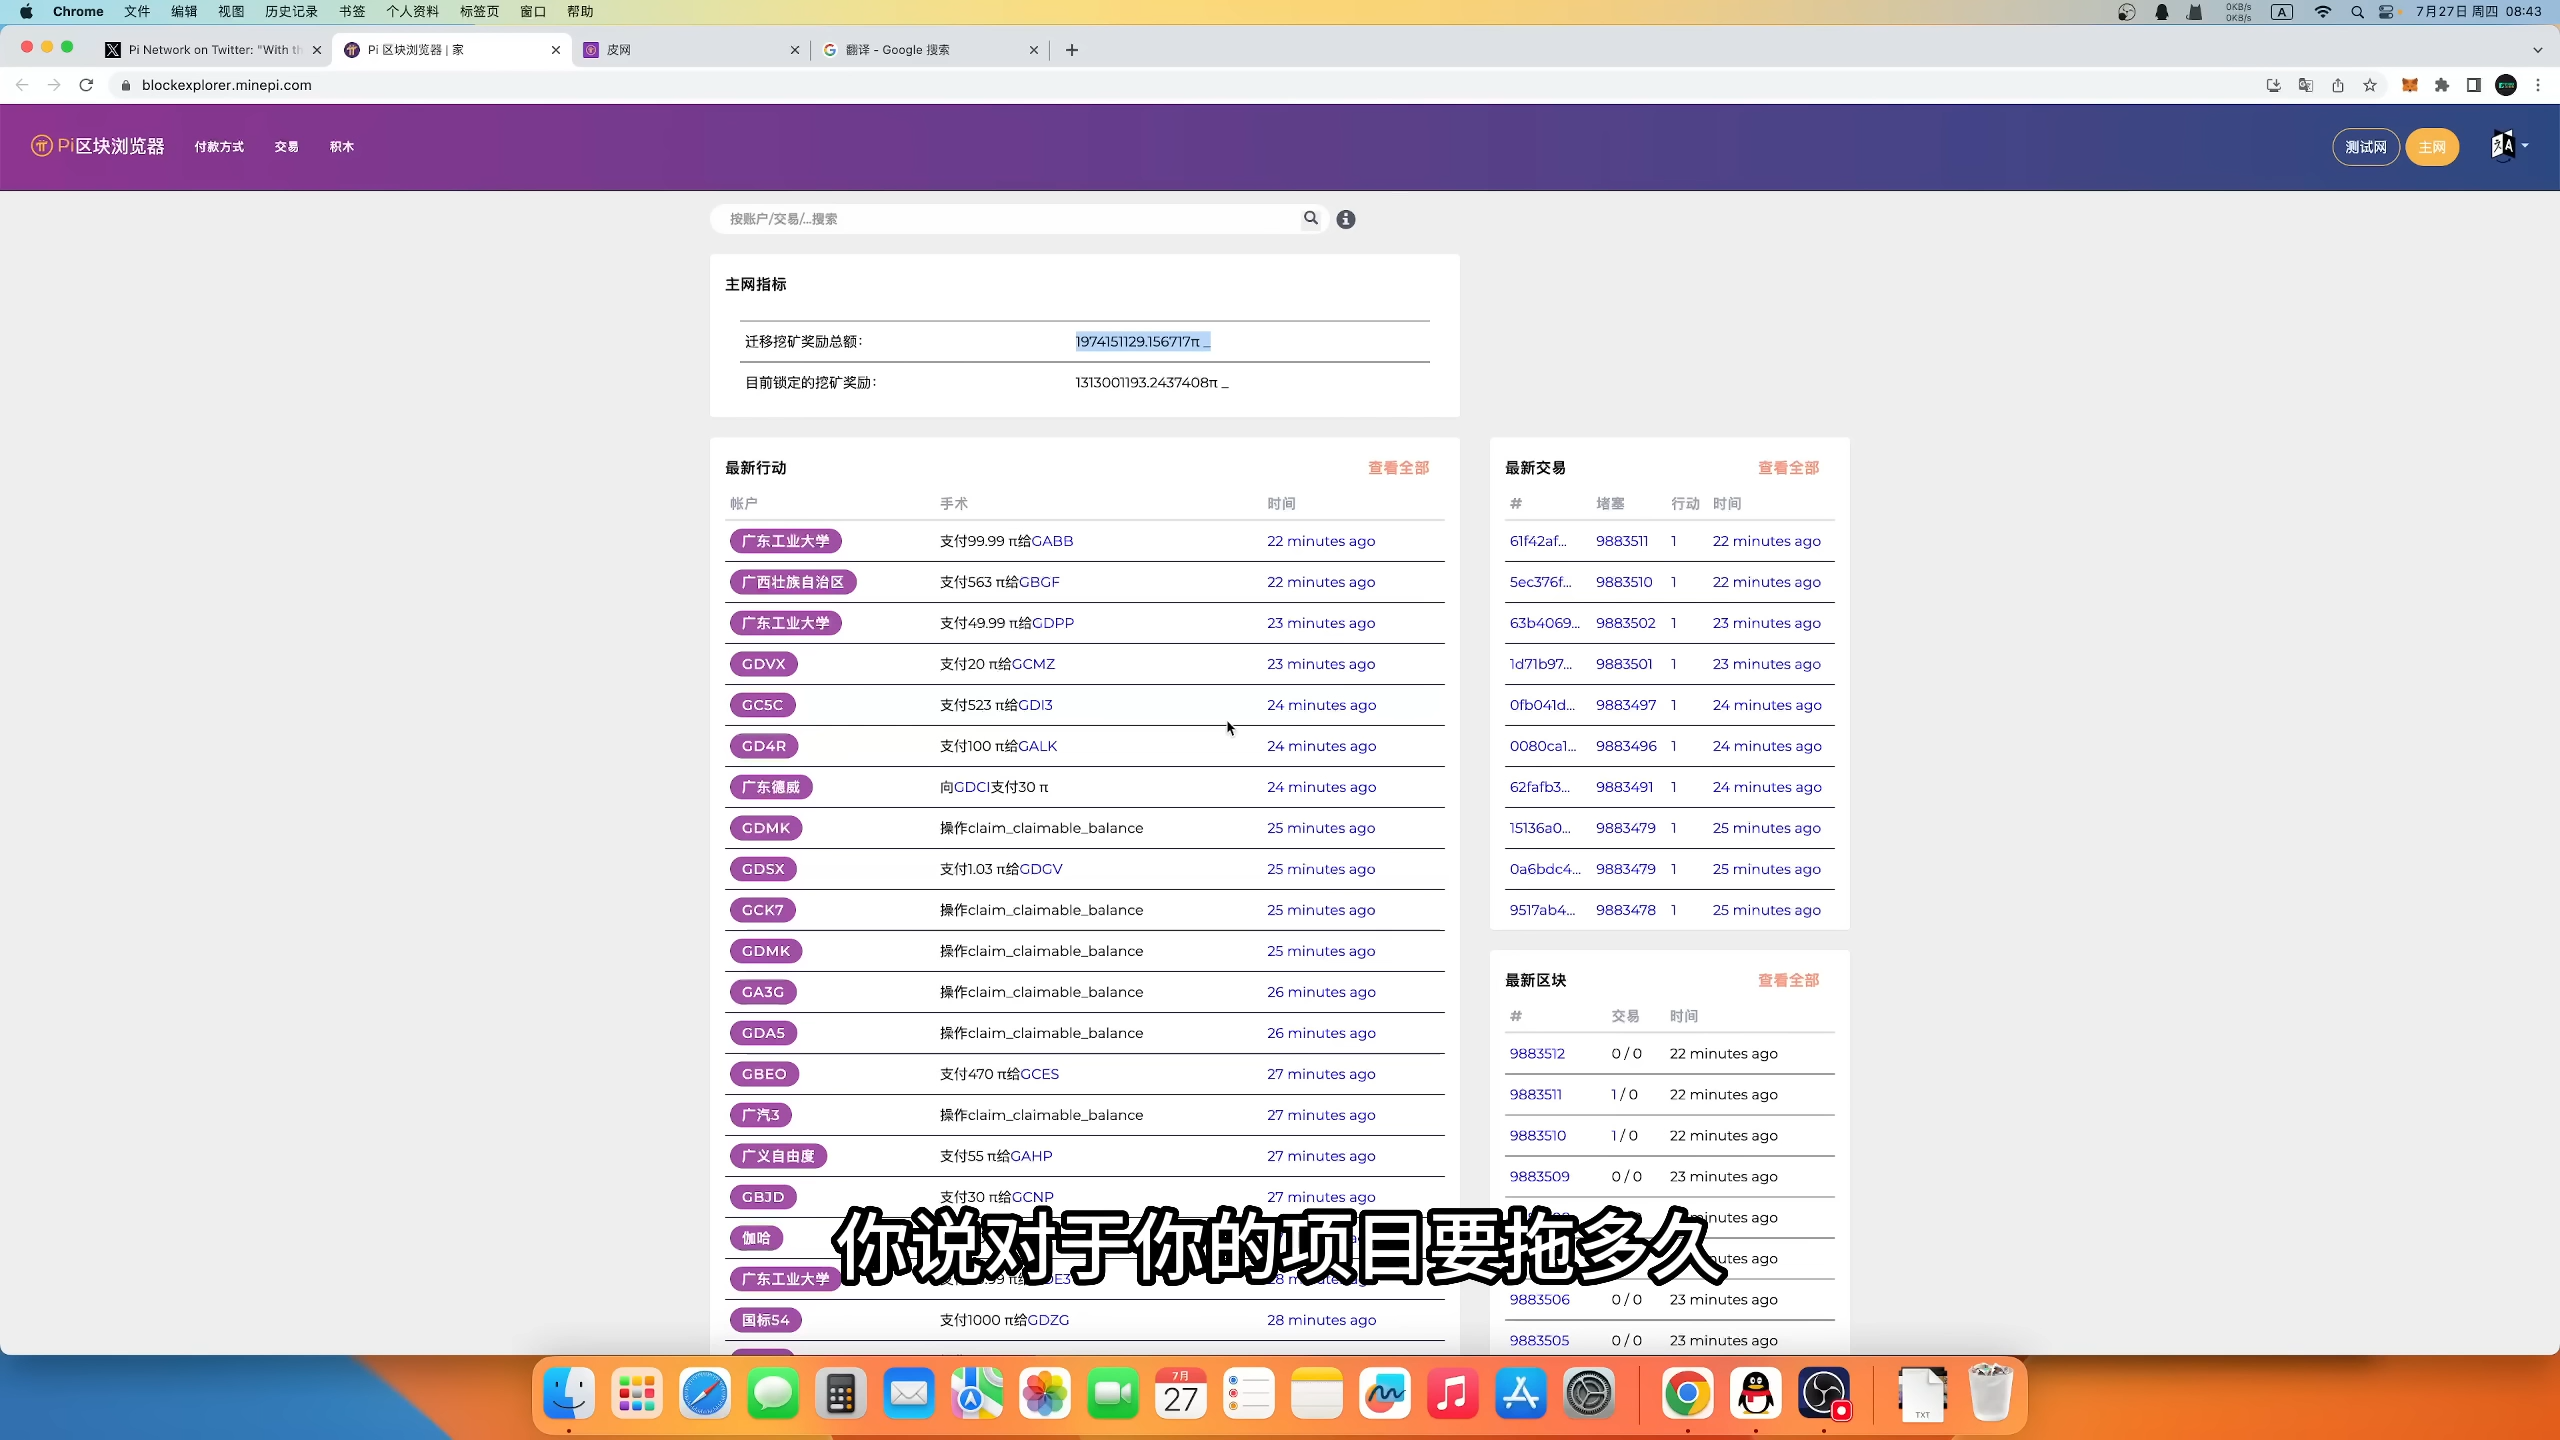 Chrome 文件 编辑 视图 历史记录 书签 个人资料 标签页 窗口 帮助
0KB/s
0KB/s
A
7月27日 周四 08:43
Pi Network on Twitter: "With th
Pi 区块浏览器 | 家
皮网
翻译 - Google 搜索
blockexplorer.minepi.com
Pi区块浏览器 付款方式 交易 积木
测试网 主网
按账户/交易/...搜索
主网指标
迁移挖矿奖励总额: 1974151129.156717π _
目前锁定的挖矿奖励: 1313001193.2437408π _
最新行动 查看全部
帐户 手术 时间
广东工业大学 支付99.99 π给GABB 22 minutes ago
广西壮族自治区 支付563 π给GBGF 22 minutes ago
广东工业大学 支付49.99 π给GDPP 23 minutes ago
GDVX 支付20 π给GCMZ 23 minutes ago
GC5C 支付523 π给GDI3 24 minutes ago
GD4R 支付100 π给GALK 24 minutes ago
广东德威 向GDCI支付30 π 24 minutes ago
GDMK 操作claim_claimable_balance 25 minutes ago
GDSX 支付1.03 π给GDGV 25 minutes ago
GCK7 操作claim_claimable_balance 25 minutes ago
GDMK 操作claim_claimable_balance 25 minutes ago
GA3G 操作claim_claimable_balance 26 minutes ago
GDA5 操作claim_claimable_balance 26 minutes ago
GBEO 支付470 π给GCES 27 minutes ago
广汽3 操作claim_claimable_balance 27 minutes ago
广义自由度 支付55 π给GAHP 27 minutes ago
GBJD 支付30 π给GCNP 27 minutes ago
伽哈
广东工业大学
国标54 支付1000 π给GDZG 28 minutes ago
最新交易 查看全部
# 堵塞 行动 时间
61f42af... 9883511 1 22 minutes ago
5ec376f... 9883510 1 22 minutes ago
63b4069... 9883502 1 23 minutes ago
1d71b97... 9883501 1 23 minutes ago
0fb041d... 9883497 1 24 minutes ago
0080ca1... 9883496 1 24 minutes ago
62fafb3... 9883491 1 24 minutes ago
15136a0... 9883479 1 25 minutes ago
0a6bdc4... 9883479 1 25 minutes ago
9517ab4... 9883478 1 25 minutes ago
最新区块 查看全部
# 交易 时间
9883512 0 / 0 22 minutes ago
9883511 1 / 0 22 minutes ago
9883510 1 / 0 22 minutes ago
9883509 0 / 0 23 minutes ago
9883506 0 / 0 23 minutes ago
9883505 0 / 0 23 minutes ago
你说对于你的项目要拖多久
7月
27
TXT